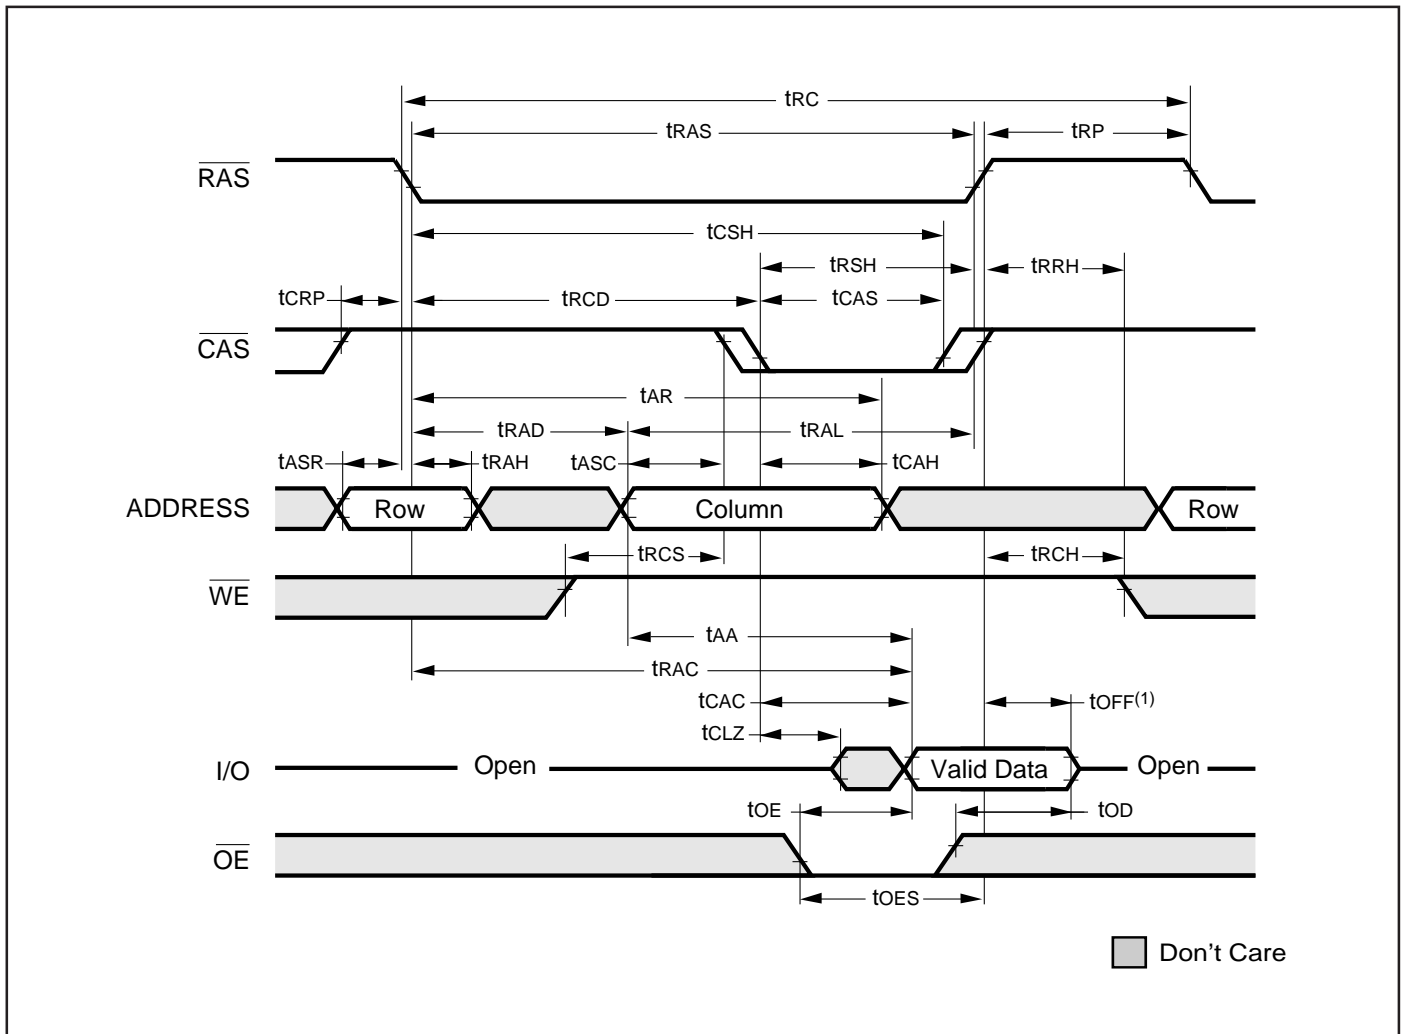 tRC
tRAS
tRP
RAS
tCSH
tRSH
tRRH
tCRP
tRCD
tCAS
CAS
tAR
tRAD
tRAL
tASR
tRAH
tASC
tCAH
ADDRESS
Row
Column
Row
tRCS
tRCH
WE
tAA
tRAC
tCAC
tOFF(1)
tCLZ
I/O
Open
Valid Data
Open
tOE
tOD
OE
tOES
Don't Care